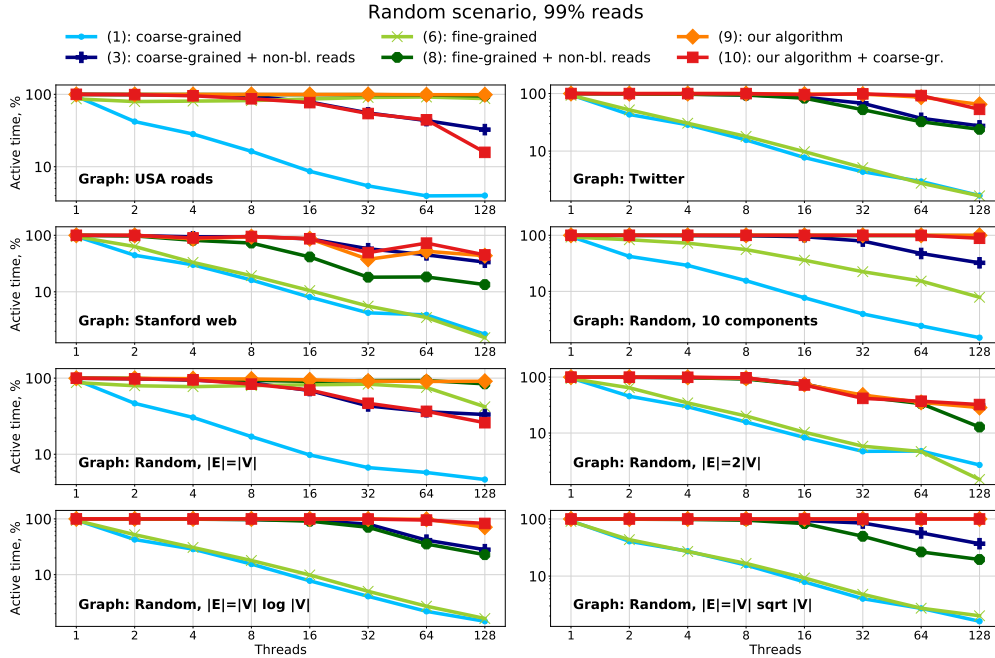 Random scenario, 99% reads
(1): coarse-grained
(6): fine-grained
(9): our algorithm
(3): coarse-grained + non-bl. reads
(8): fine-grained + non-bl. reads
(10): our algorithm + coarse-gr.
Active time, %
100
10
Graph: USA roads
1 2 4 8 16 32 64 128
100
10
Graph: Twitter
1 2 4 8 16 32 64 128
Active time, %
100
10
Graph: Stanford web
1 2 4 8 16 32 64 128
100
10
Graph: Random, 10 components
1 2 4 8 16 32 64 128
Active time, %
100
10
Graph: Random, |E|=|V|
1 2 4 8 16 32 64 128
100
10
Graph: Random, |E|=2|V|
1 2 4 8 16 32 64 128
Active time, %
100
10
Graph: Random, |E|=|V| log |V|
1 2 4 8 16 32 64 128
Threads
100
10
Graph: Random, |E|=|V| sqrt |V|
1 2 4 8 16 32 64 128
Threads